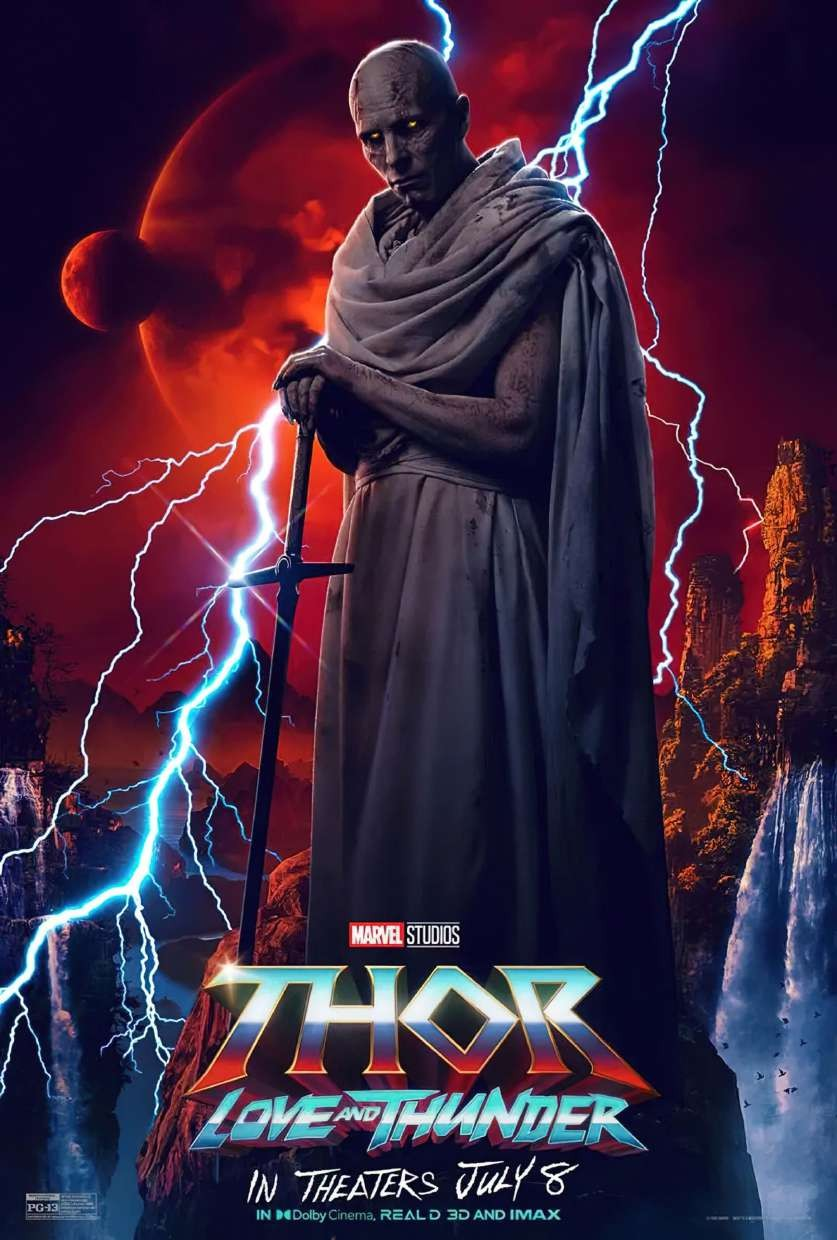 MARVEL STUDIOS
THOR
LOVE AND THUNDER
IN THEATERS JULY 8
IN Dolby Cinema, REAL D 3D AND IMAX
PG-13